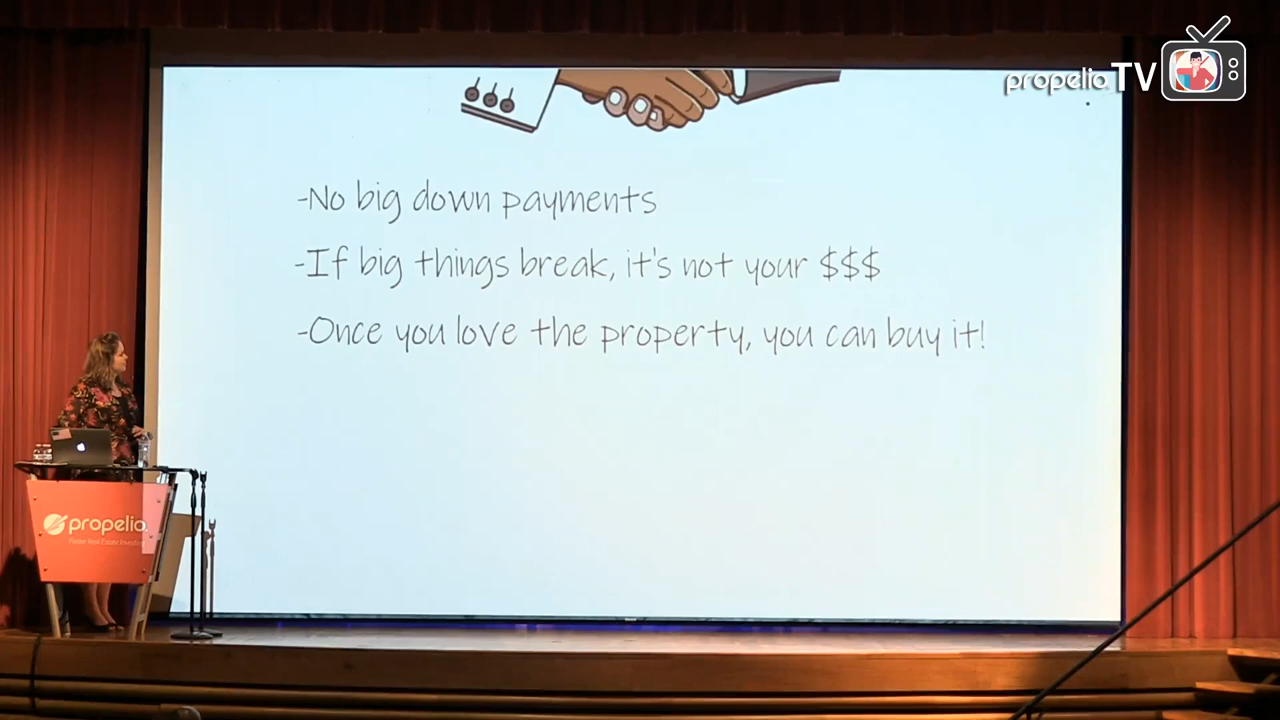 propelio TV
-No big down payments
-If big things break, it's not your $$$
-Once you love the property, you can buy it!
propelio